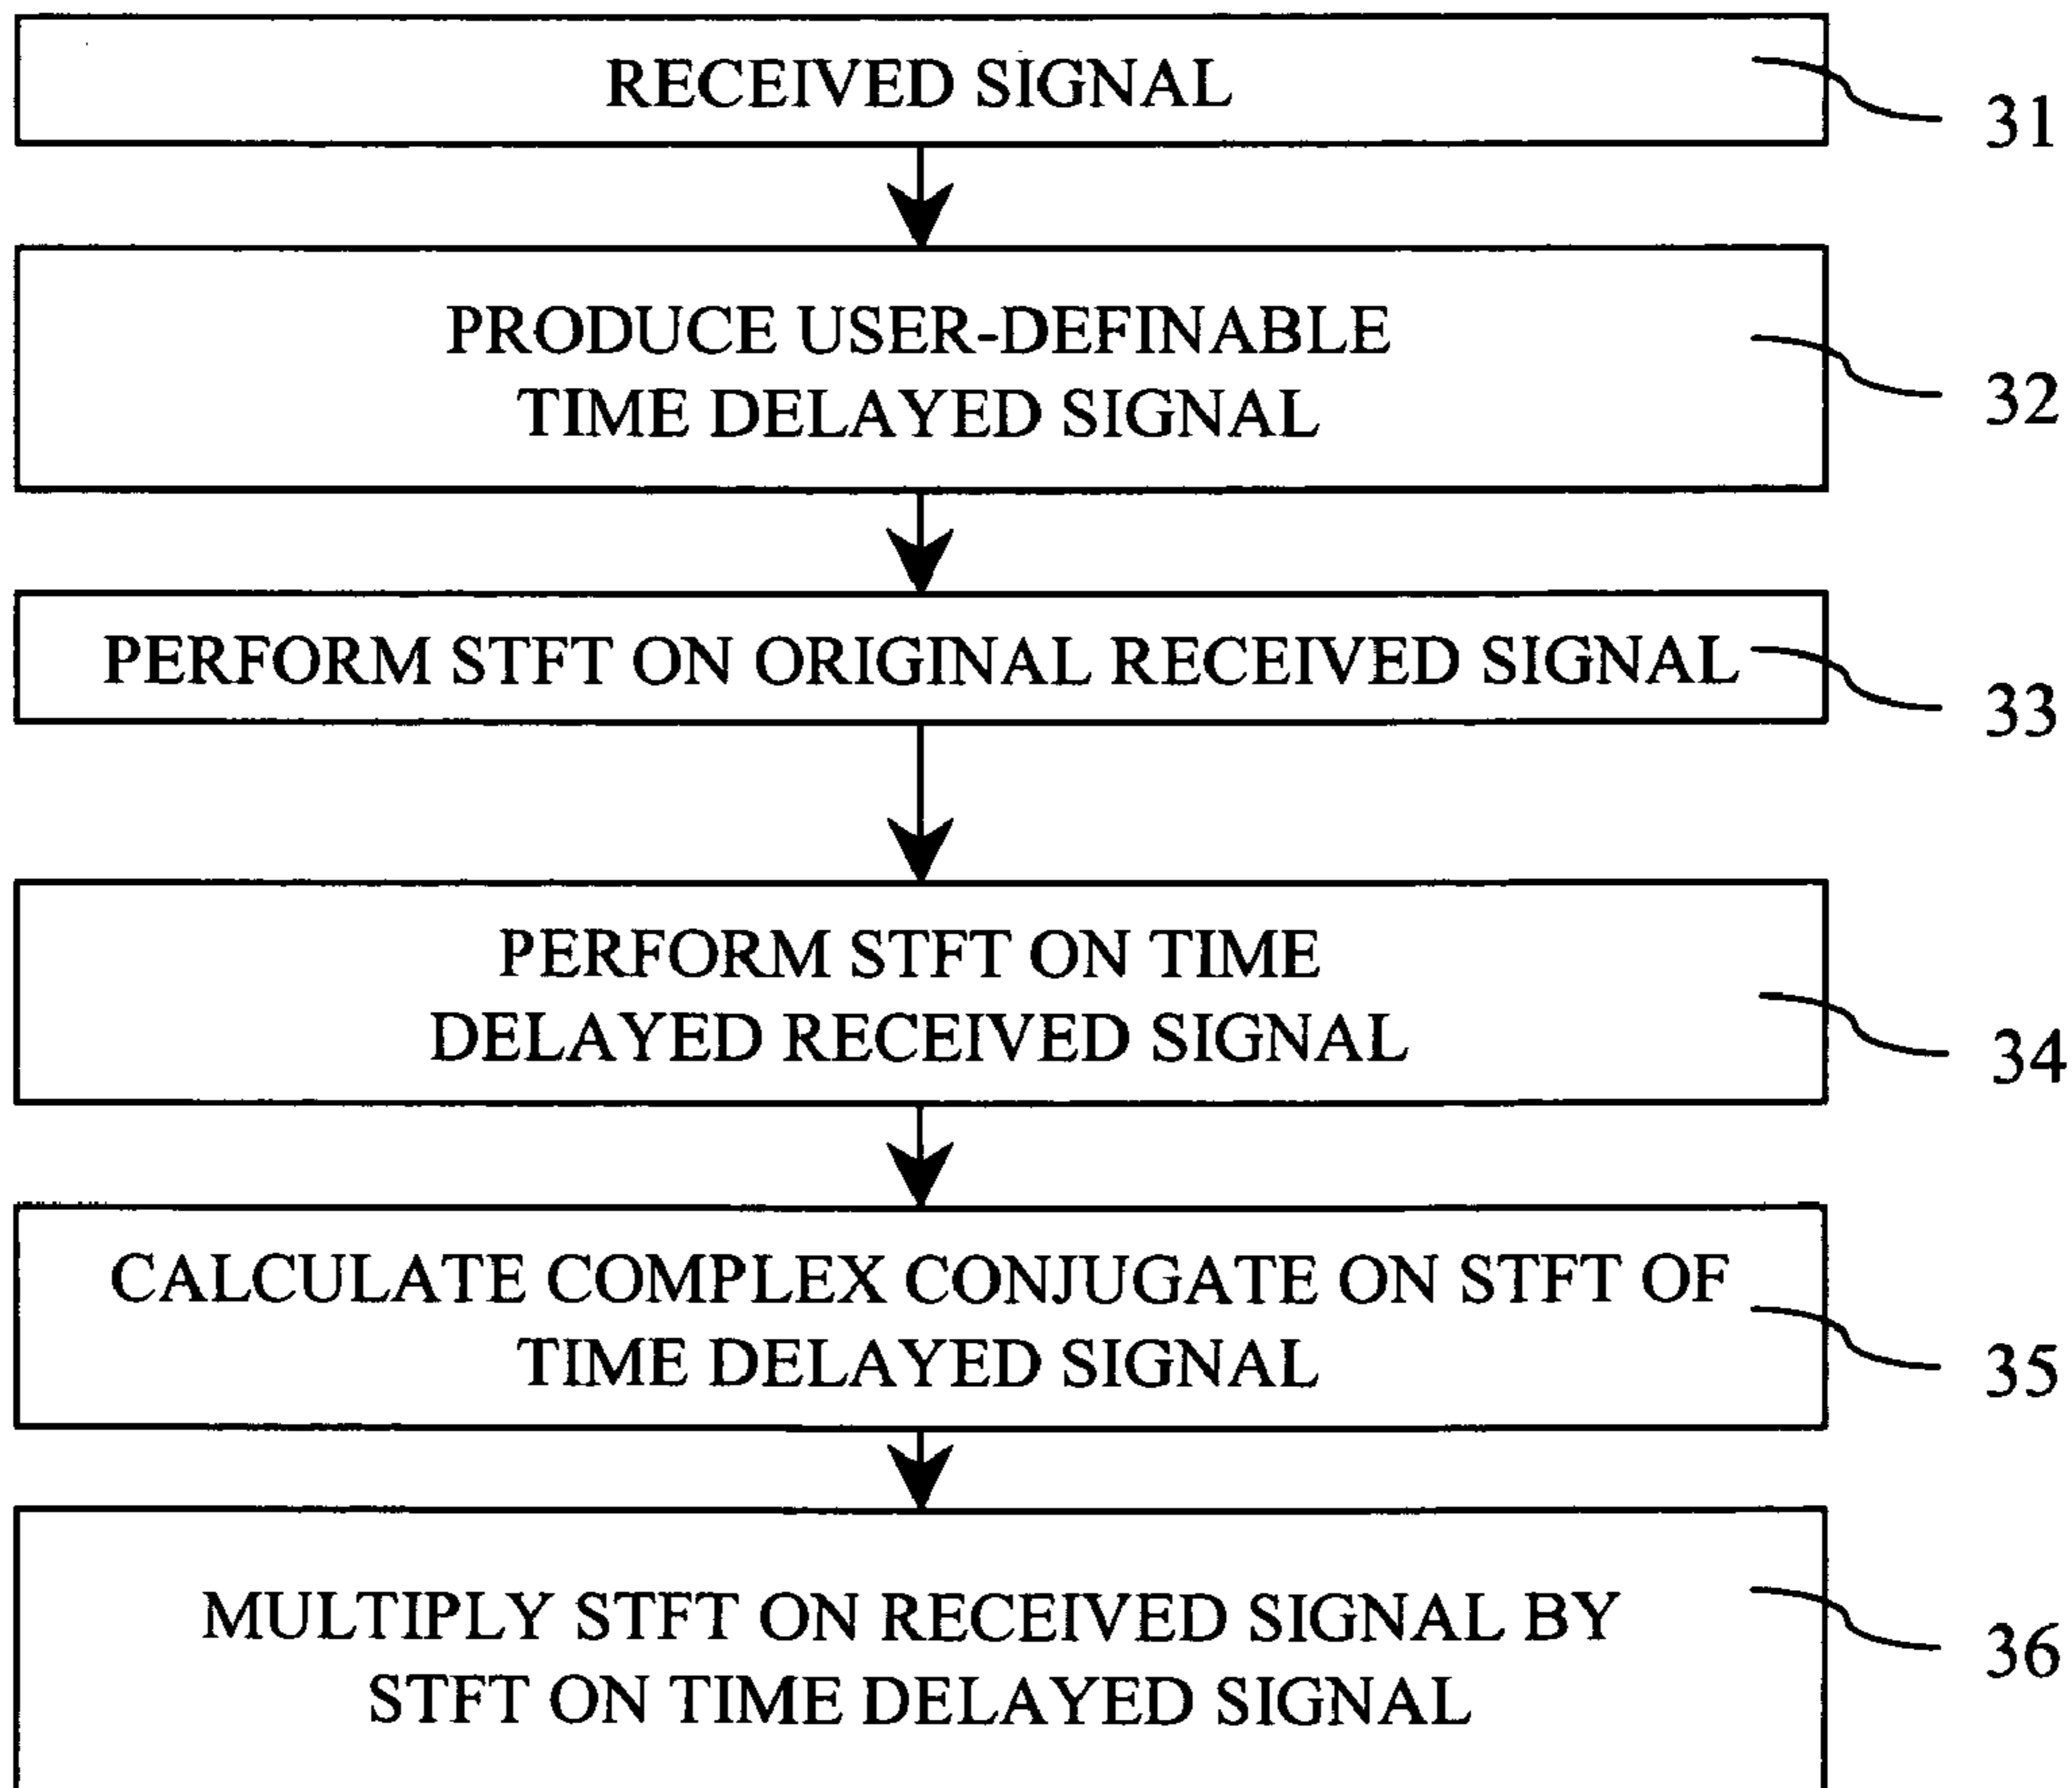 RECEIVED SIGNAL
31
PRODUCE USER-DEFINABLE
TIME DELAYED SIGNAL
32
PERFORM STFT ON ORIGINAL RECEIVED SIGNAL
33
PERFORM STFT ON TIME
DELAYED RECEIVED SIGNAL
34
CALCULATE COMPLEX CONJUGATE ON STFT OF
TIME DELAYED SIGNAL
35
MULTIPLY STFT ON RECEIVED SIGNAL BY
STFT ON TIME DELAYED SIGNAL
36